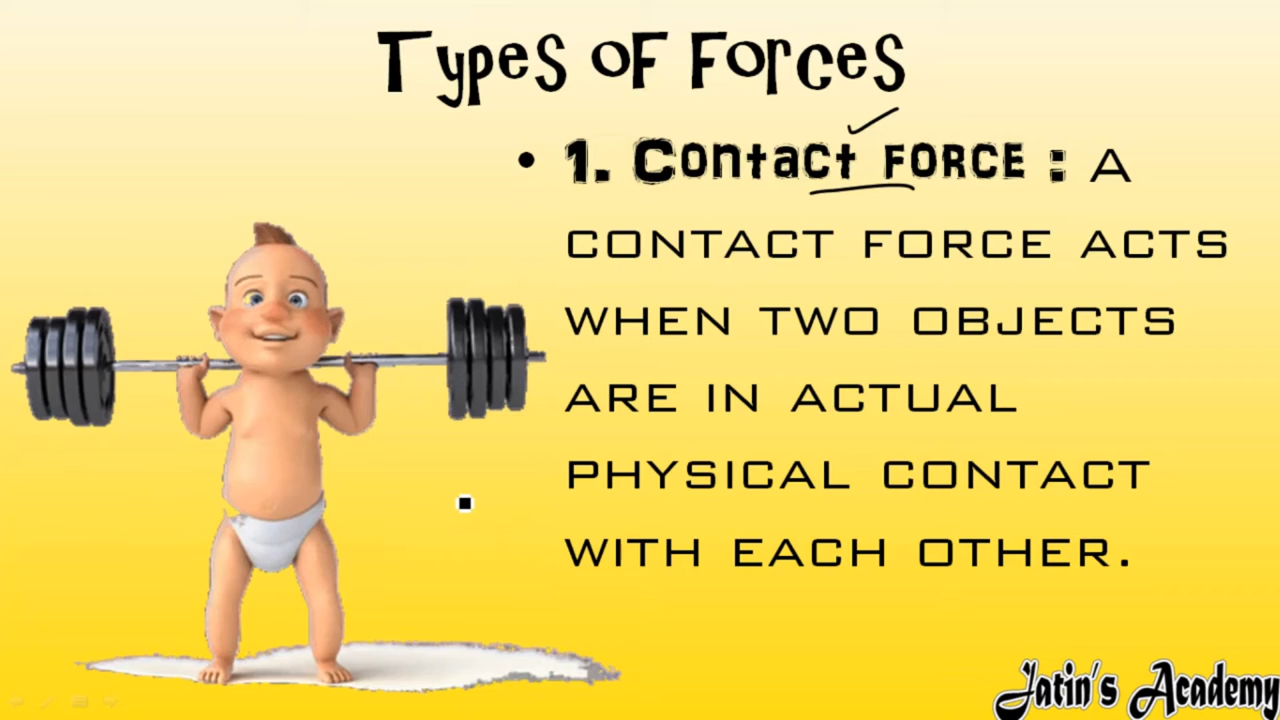 Types of Forces
• 1. Contact force : A
CONTACT FORCE ACTS
WHEN TWO OBJECTS
ARE IN ACTUAL
PHYSICAL CONTACT
WITH EACH OTHER.
Jatin's Academy